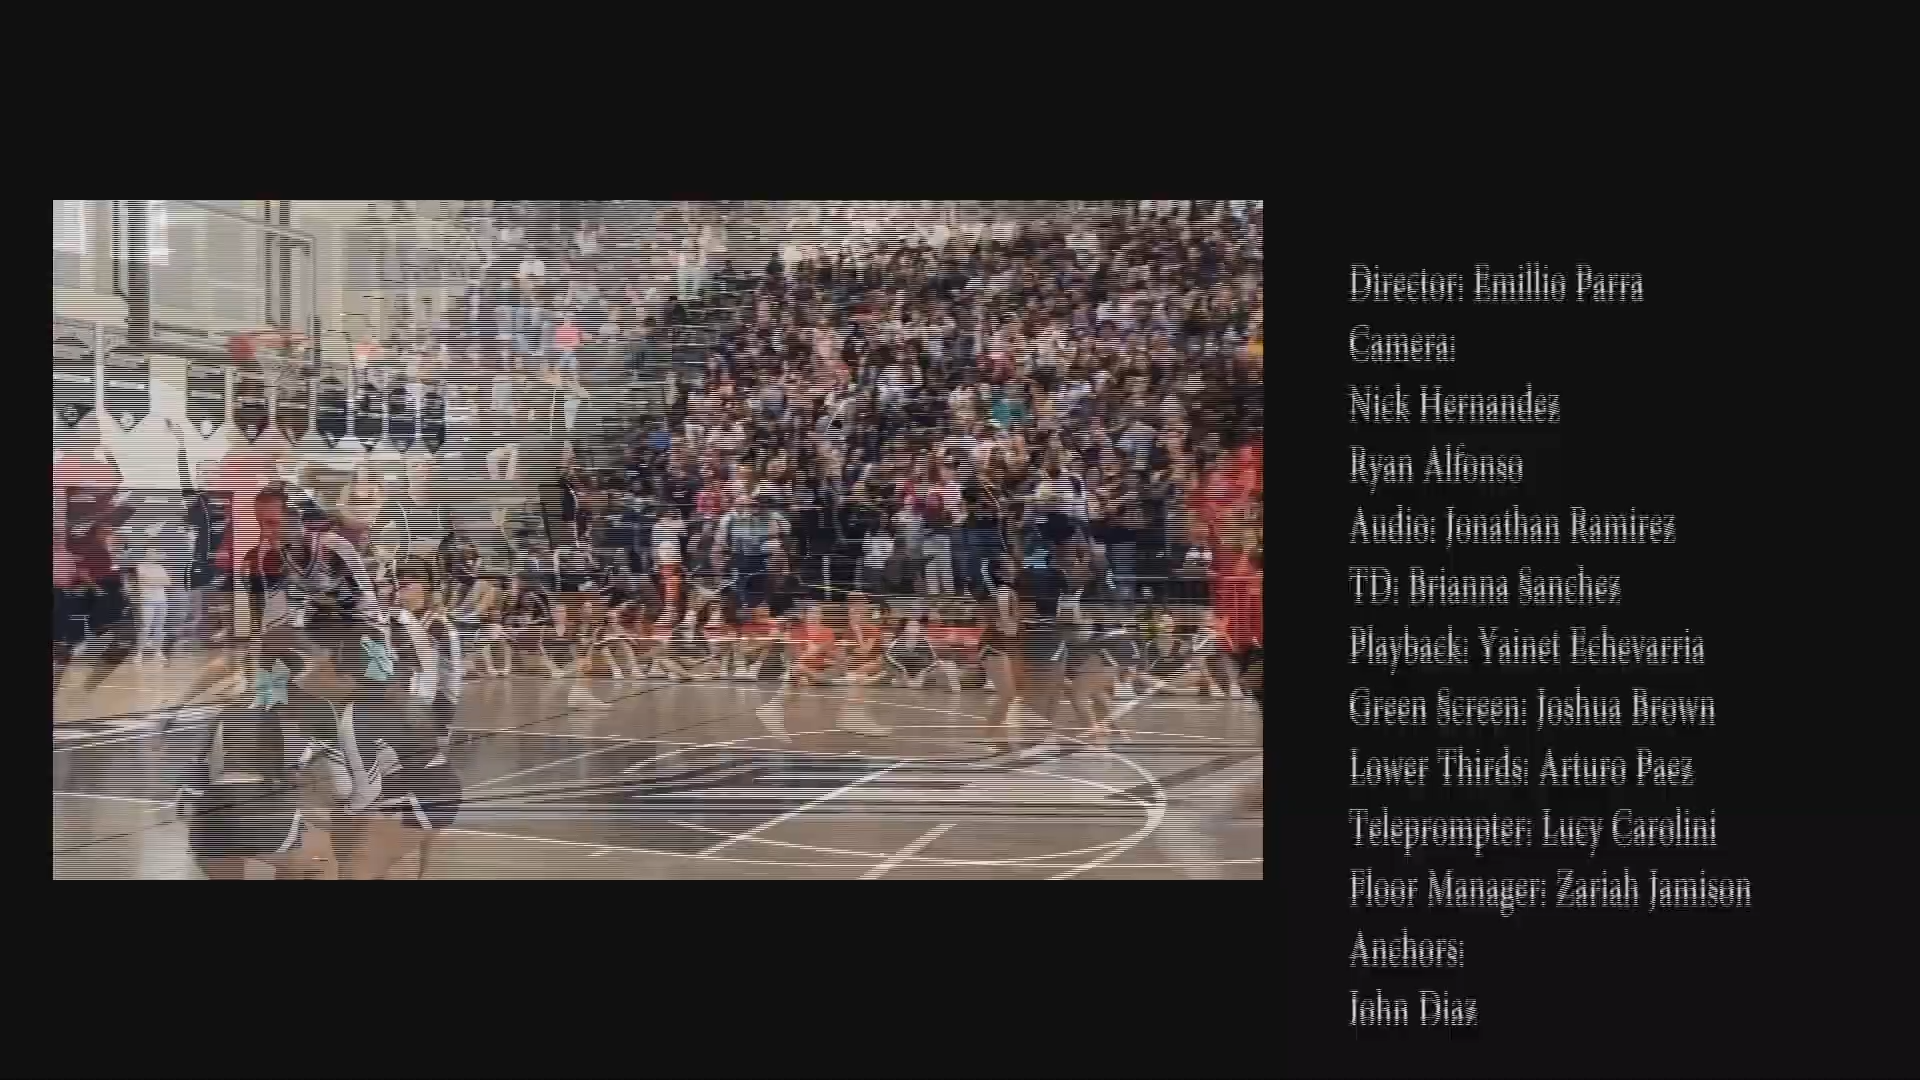 Director: Emillio Parra
Camera:
Nick Hernandez
Ryan Alfonso
Audio: Jonathan Ramirez
TD: Brianna Sanchez
Playback: Yainet Echevarria
Green Screen: Joshua Brown
Lower Thirds: Arturo Paez
Teleprompter: Lucy Carolini
Floor Manager: Zariah Jamison
Anchors:
John Diaz